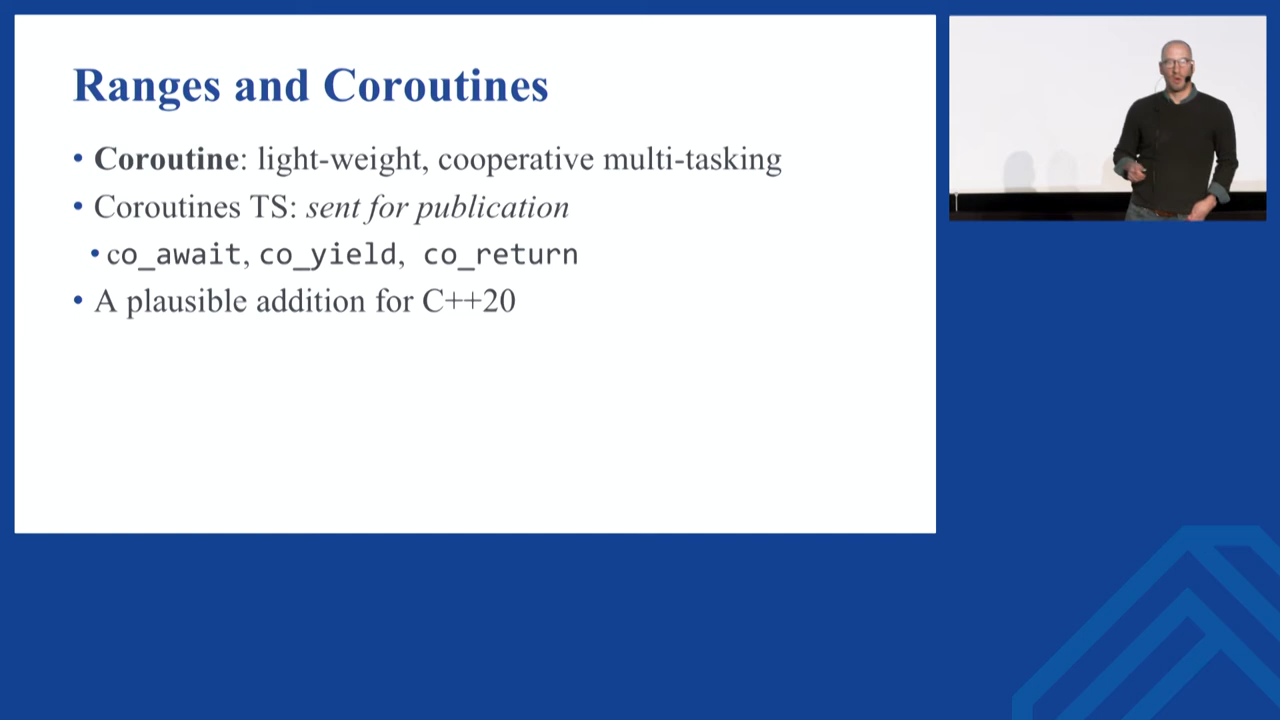 Ranges and Coroutines
• Coroutine: light-weight, cooperative multi-tasking
• Coroutines TS: sent for publication
• co_await, co_yield, co_return
• A plausible addition for C++20